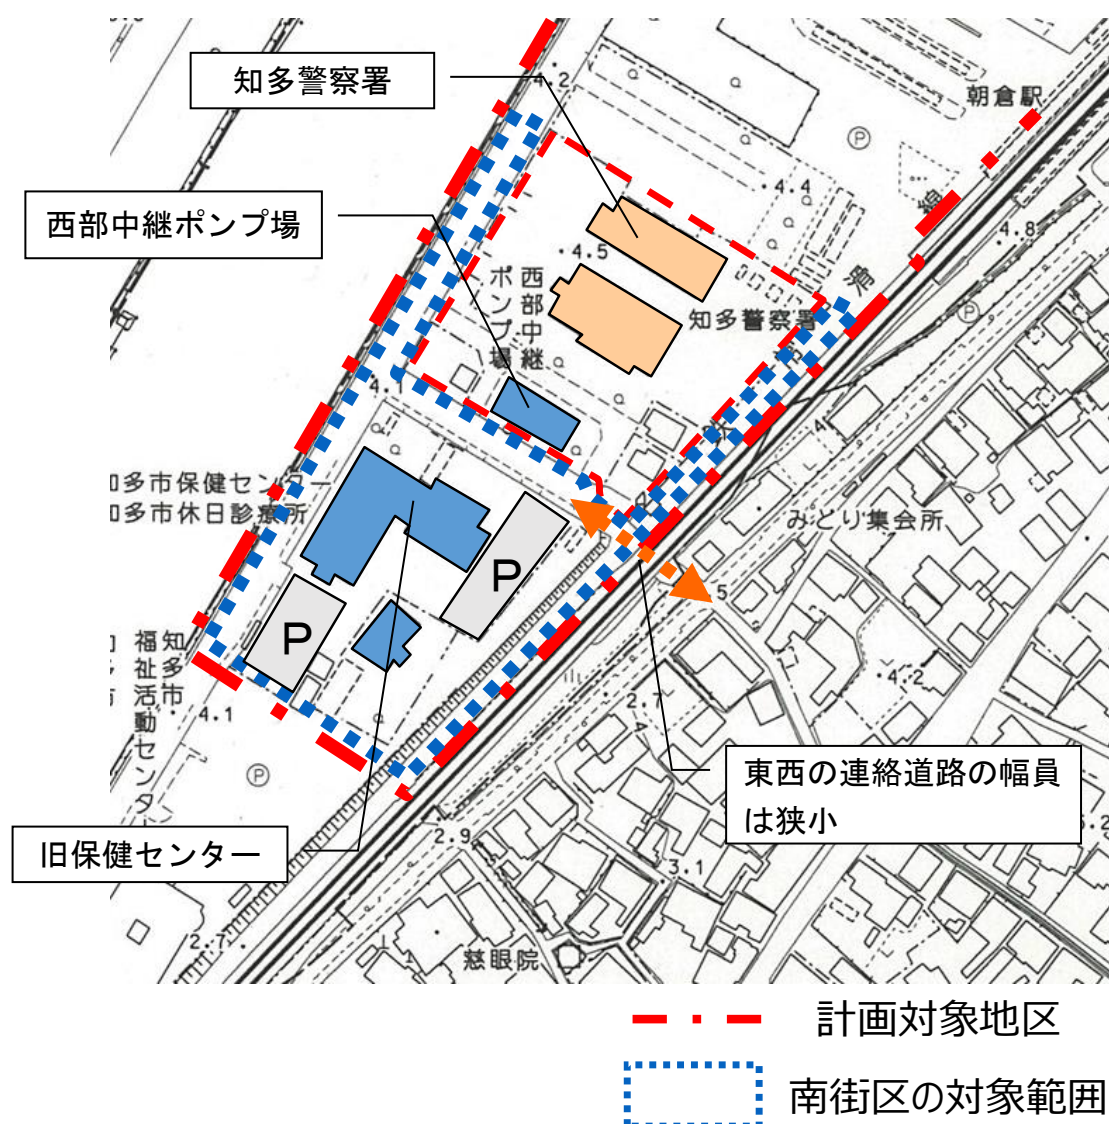 知多警察署
4.2
朝倉駅
Ⓟ
4.4
線
西部中継ポンプ場
4.5
4.8
滑
西部中継
ポンプ場
知多警察署
Ⓟ
4.1
知多市保健センター
知多市休日診療所
みどり集会所
P
5
P
知多市
福祉活動センター
4.2
4.1
2.7
Ⓟ
東西の連絡道路の幅員
は狭小
2.9
旧保健センター
3.1
2.7
慈眼院
計画対象地区
南街区の対象範囲